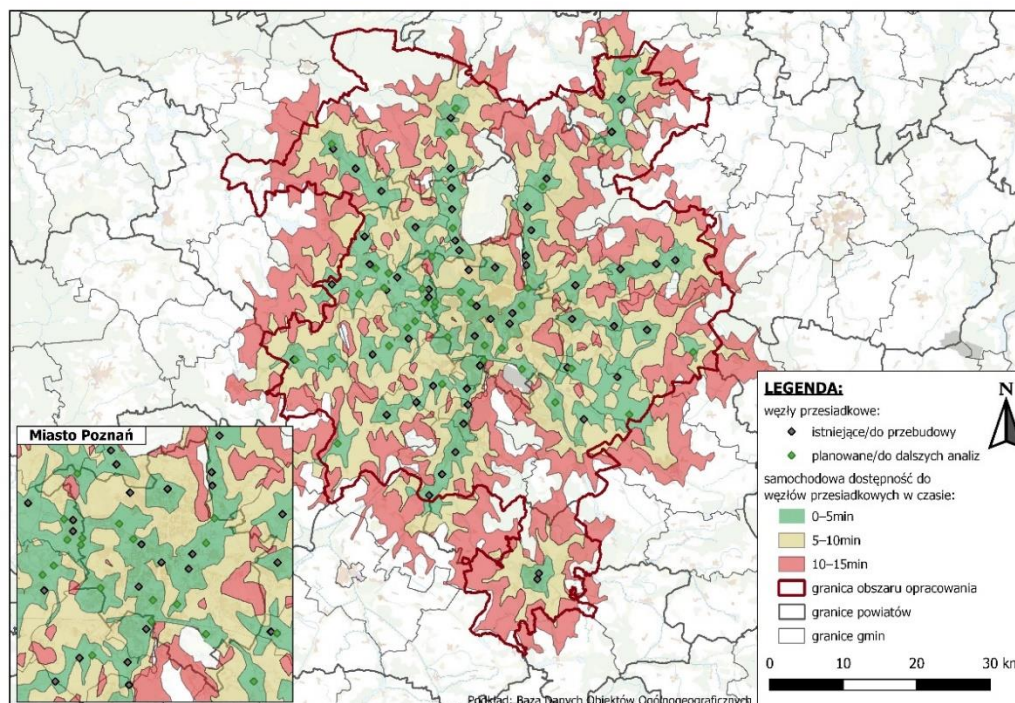 LEGENDA:
N
węzły przesiadkowe:
istniejące/do przebudowy
planowane/do dalszych analiz
samochodowa dostępność do
węzłów przesiadkowych w czasie:
0–5min
5–10min
10–15min
granica obszaru opracowania
granice powiatów
granice gmin
0 10 20 30 km
Miasto Poznań
Podkład: Baza Danych Obiektów Ogólnogeograficznych